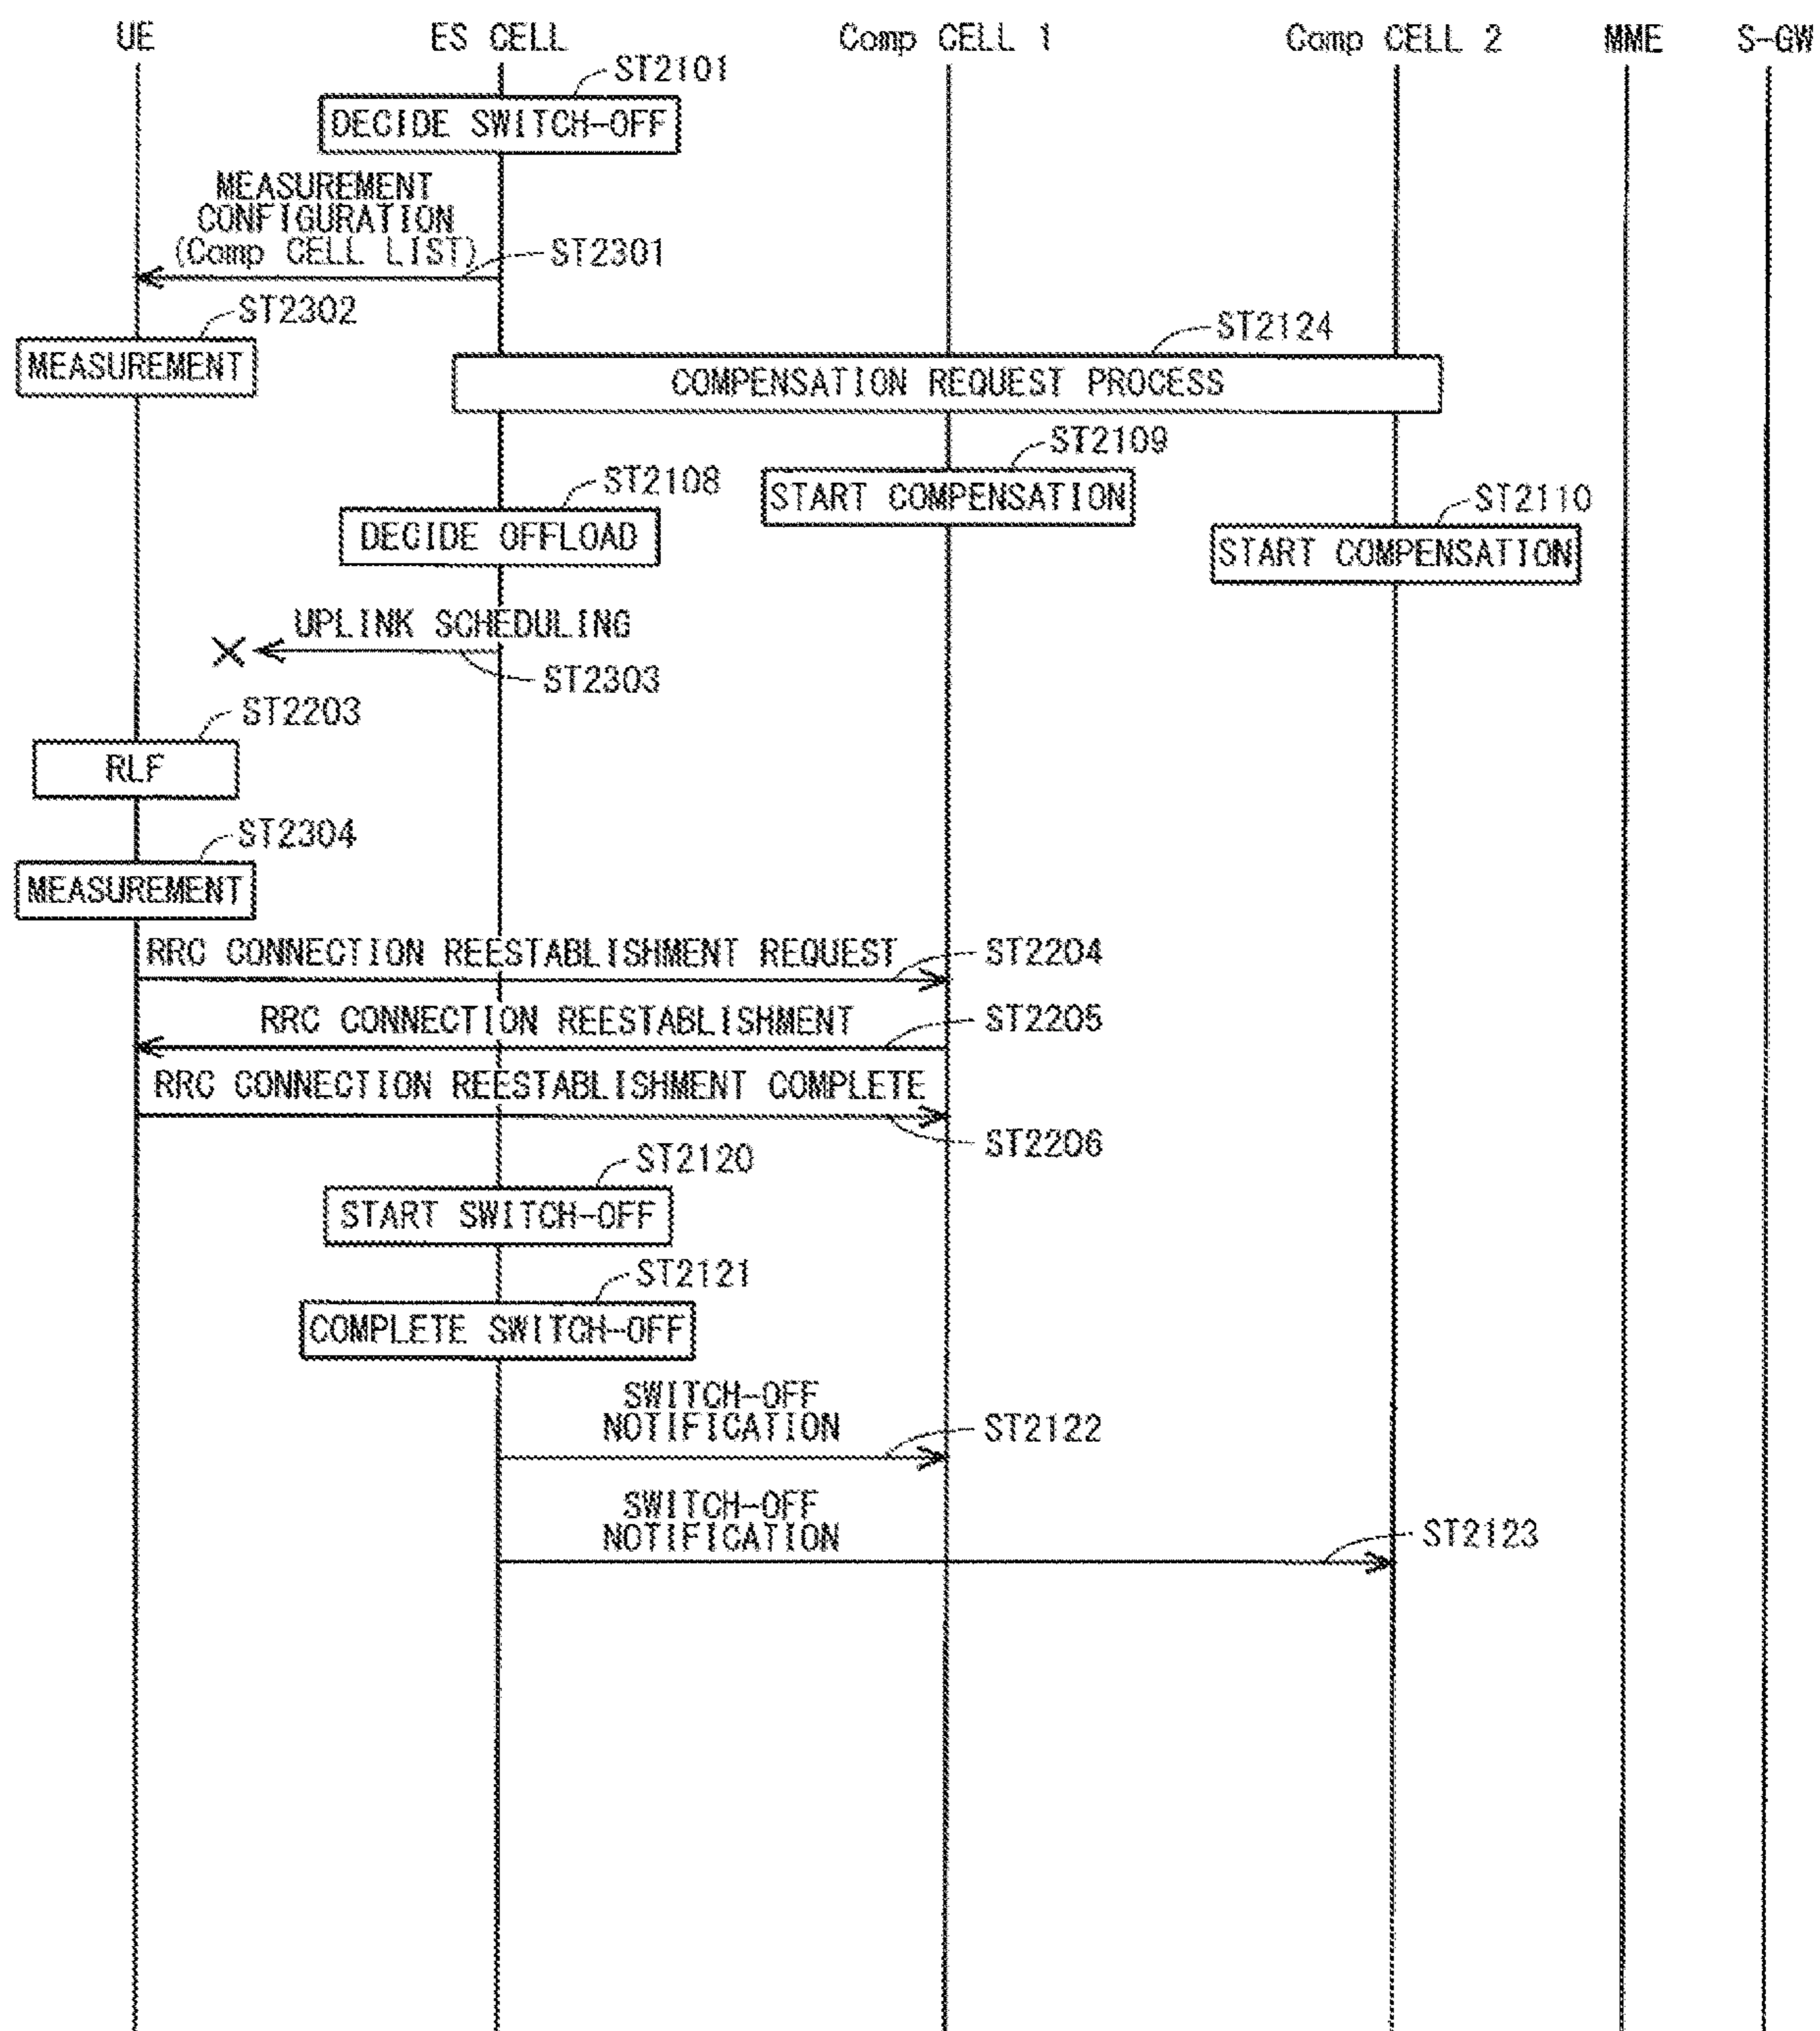 UE
ES CELL
Comp CELL 1
Comp CELL 2
MME
S-GW
ST2101
DECIDE SWITCH-OFF
MEASUREMENT
CONFIGURATION
(Comp CELL LIST)
ST2301
ST2302
MEASUREMENT
ST2124
COMPENSATION REQUEST PROCESS
ST2109
START COMPENSATION
ST2108
DECIDE OFFLOAD
ST2110
START COMPENSATION
UPLINK SCHEDULING
ST2303
ST2203
RLF
ST2304
MEASUREMENT
RRC CONNECTION REESTABLISHMENT REQUEST
ST2204
RRC CONNECTION REESTABLISHMENT
ST2205
RRC CONNECTION REESTABLISHMENT COMPLETE
ST2206
ST2120
START SWITCH-OFF
ST2121
COMPLETE SWITCH-OFF
SWITCH-OFF
NOTIFICATION
ST2122
SWITCH-OFF
NOTIFICATION
ST2123